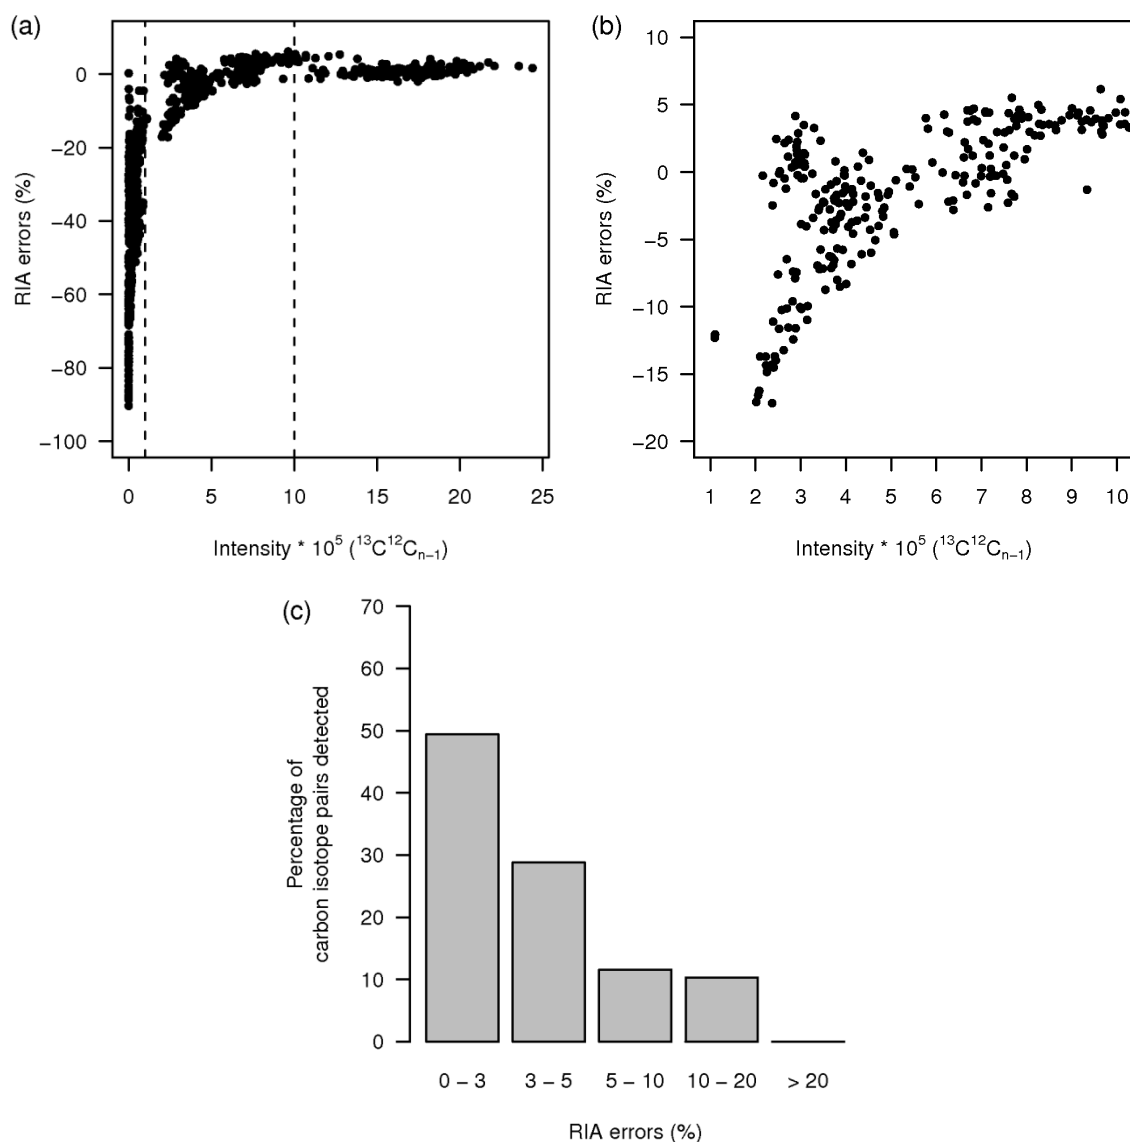 (a)
0
−20
−40
−60
−80
−100
RIA errors (%)
0 5 10 15 20 25
Intensity * 10⁵ (¹³C¹²Cₙ₋₁)
(b)
10
5
0
−5
−10
−15
−20
RIA errors (%)
1 2 3 4 5 6 7 8 9 10
Intensity * 10⁵ (¹³C¹²Cₙ₋₁)
(c)
70
60
50
40
30
20
10
0
Percentage of
carbon isotope pairs detected
0 − 3 3 − 5 5 − 10 10 − 20 > 20
RIA errors (%)